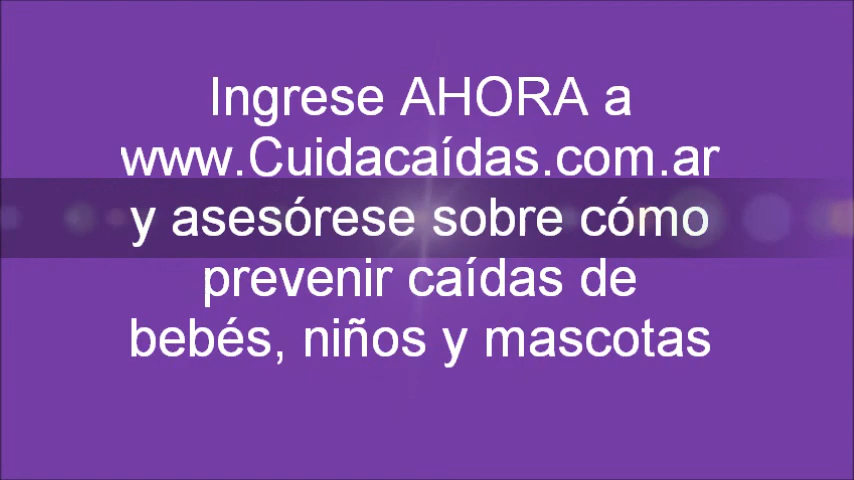 Ingrese AHORA a
www.Cuidacaídas.com.ar
y asesórese sobre cómo
prevenir caídas de
bebés, niños y mascotas